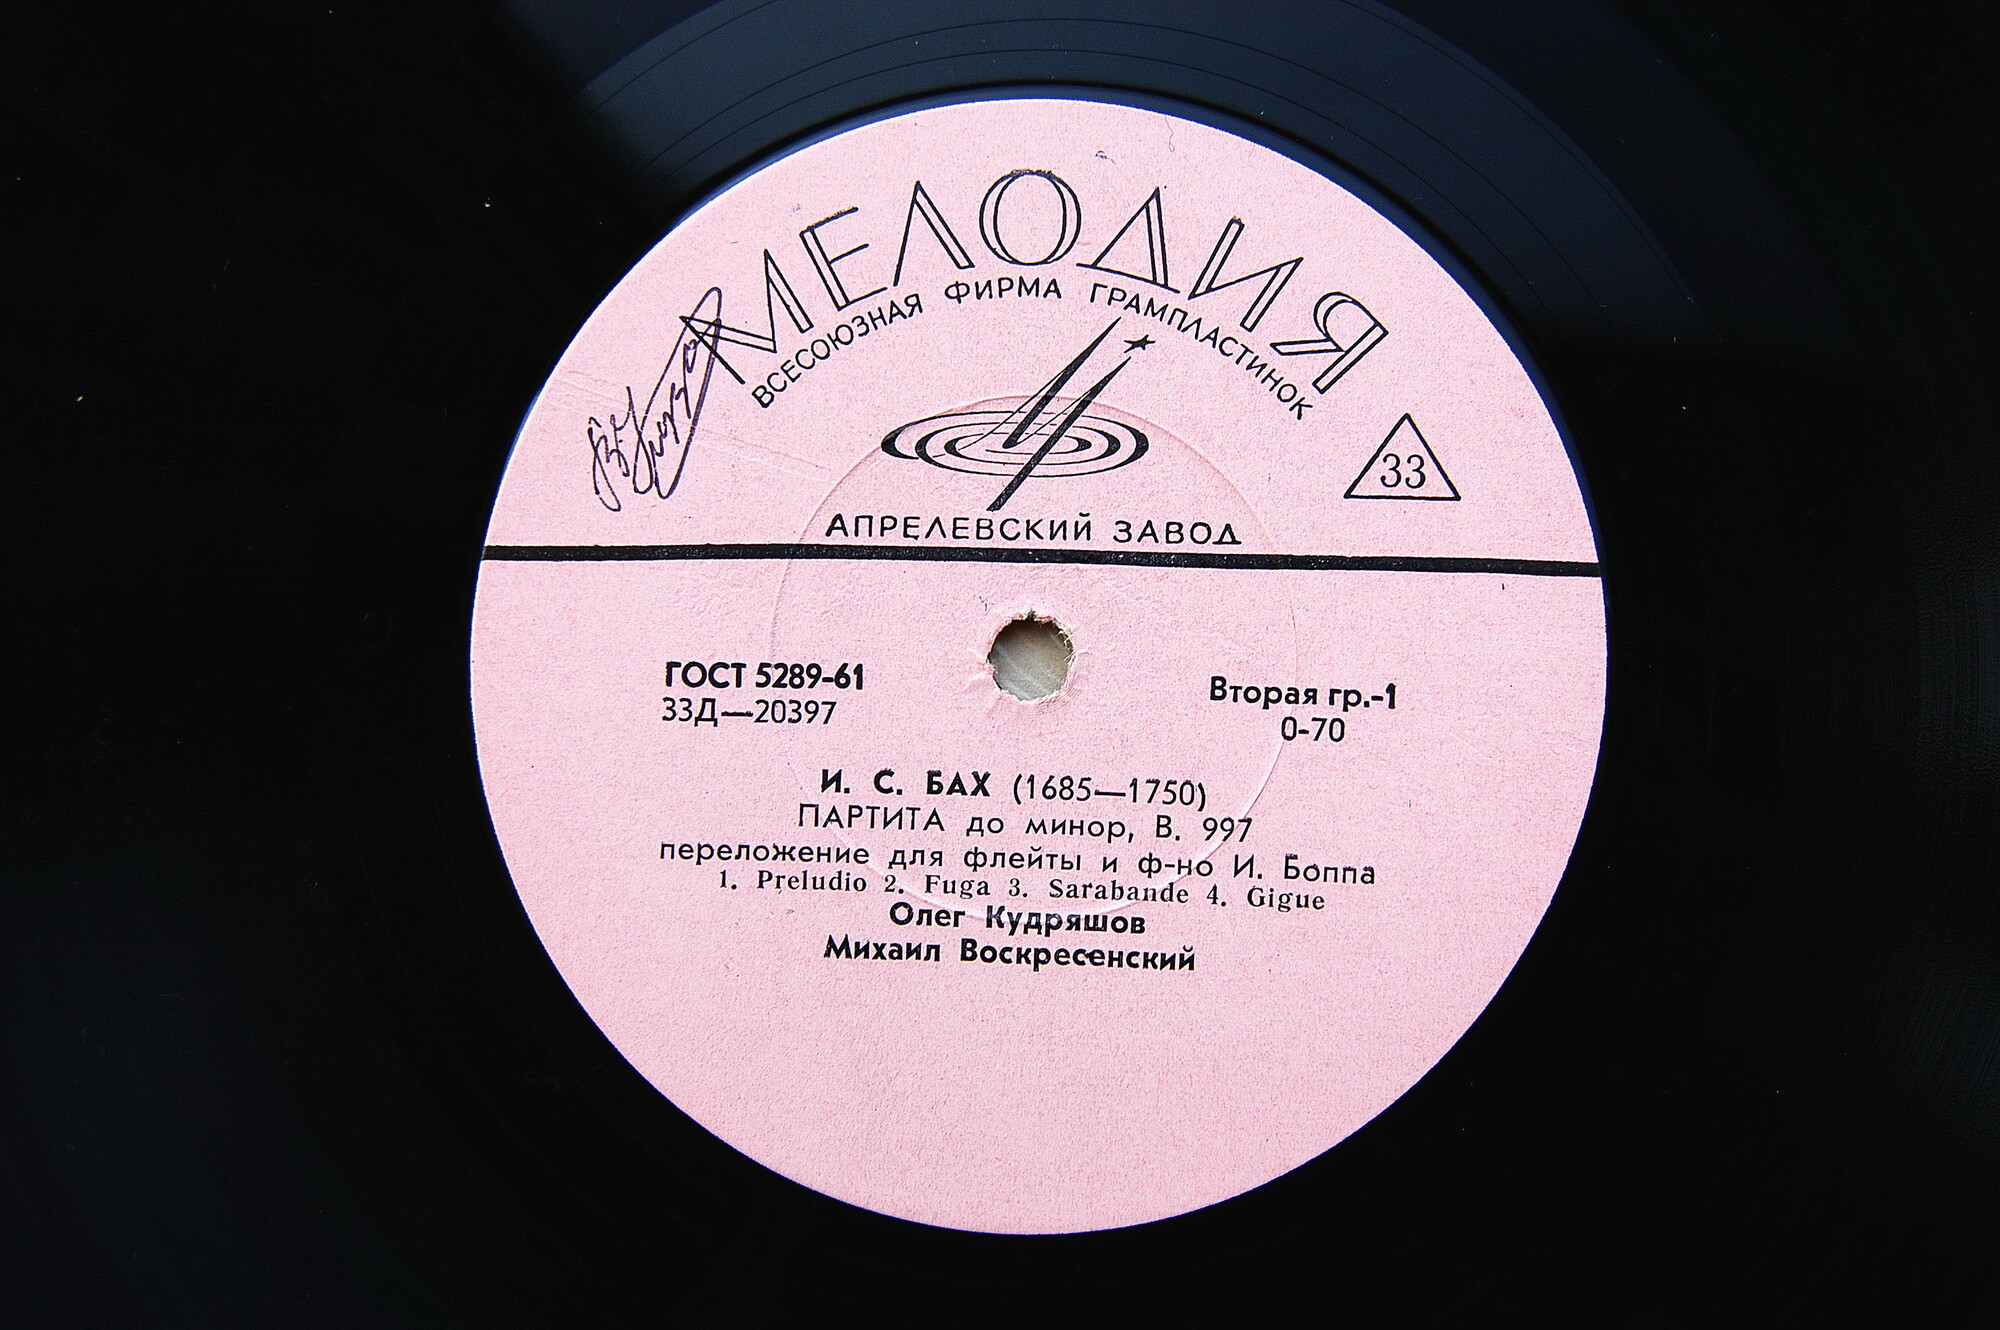 МЕЛОДИЯ
ВСЕСОЮЗНАЯ ФИРМА ГРАМПЛАСТИНОК
33
АПРЕЛЕВСКИЙ ЗАВОД
ГОСТ 5289-61
33Д—20397
Вторая гр.-1
0-70
И. С. БАХ (1685—1750)
ПАРТИТА до минор, В. 997
переложение для флейты и ф-но И. Боппа
1. Preludio 2. Fuga 3. Sarabande 4. Gigue
Олег Кудряшов
Михаил Воскресенский